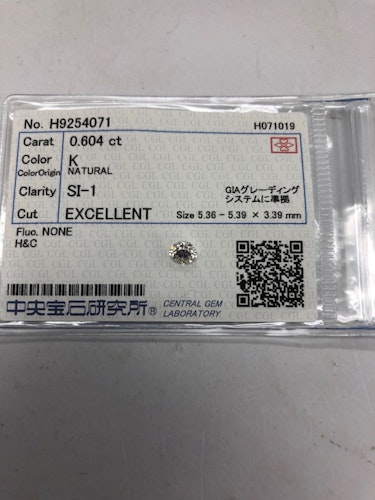 No. H9254071 H071019
Carat 0.604 ct
Color K
ColorOrigin NATURAL
Clarity SI-1 GIAグレーディング
システムに準拠
Cut EXCELLENT Size 5.36 - 5.39 × 3.39 mm
Fluo. NONE
H&C
中央宝石研究所® CENTRAL GEM
LABORATORY